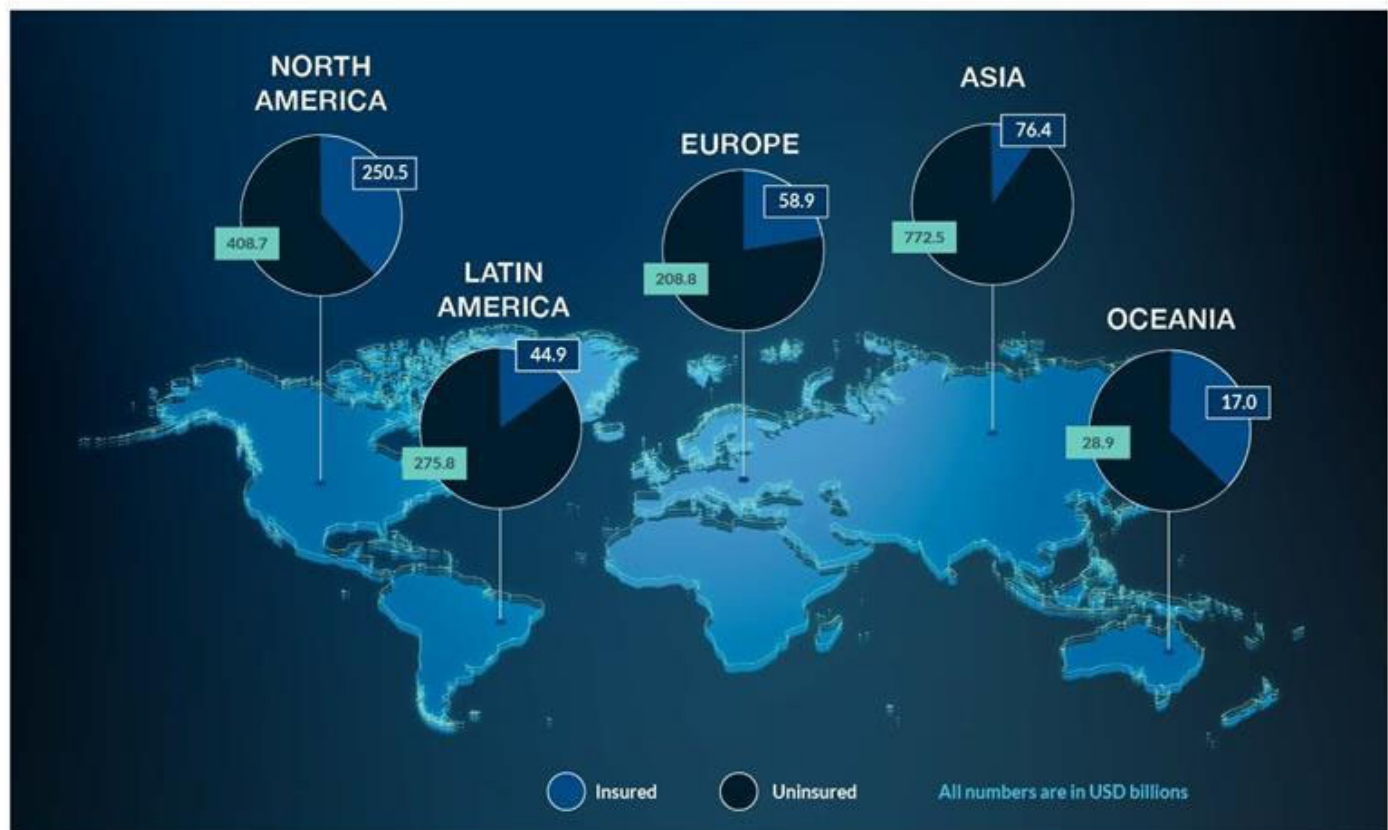 NORTH
AMERICA
250.5
408.7
LATIN
AMERICA
44.9
275.8
EUROPE
58.9
208.8
ASIA
76.4
772.5
OCEANIA
17.0
28.9
Insured
Uninsured
All numbers are in USD billions